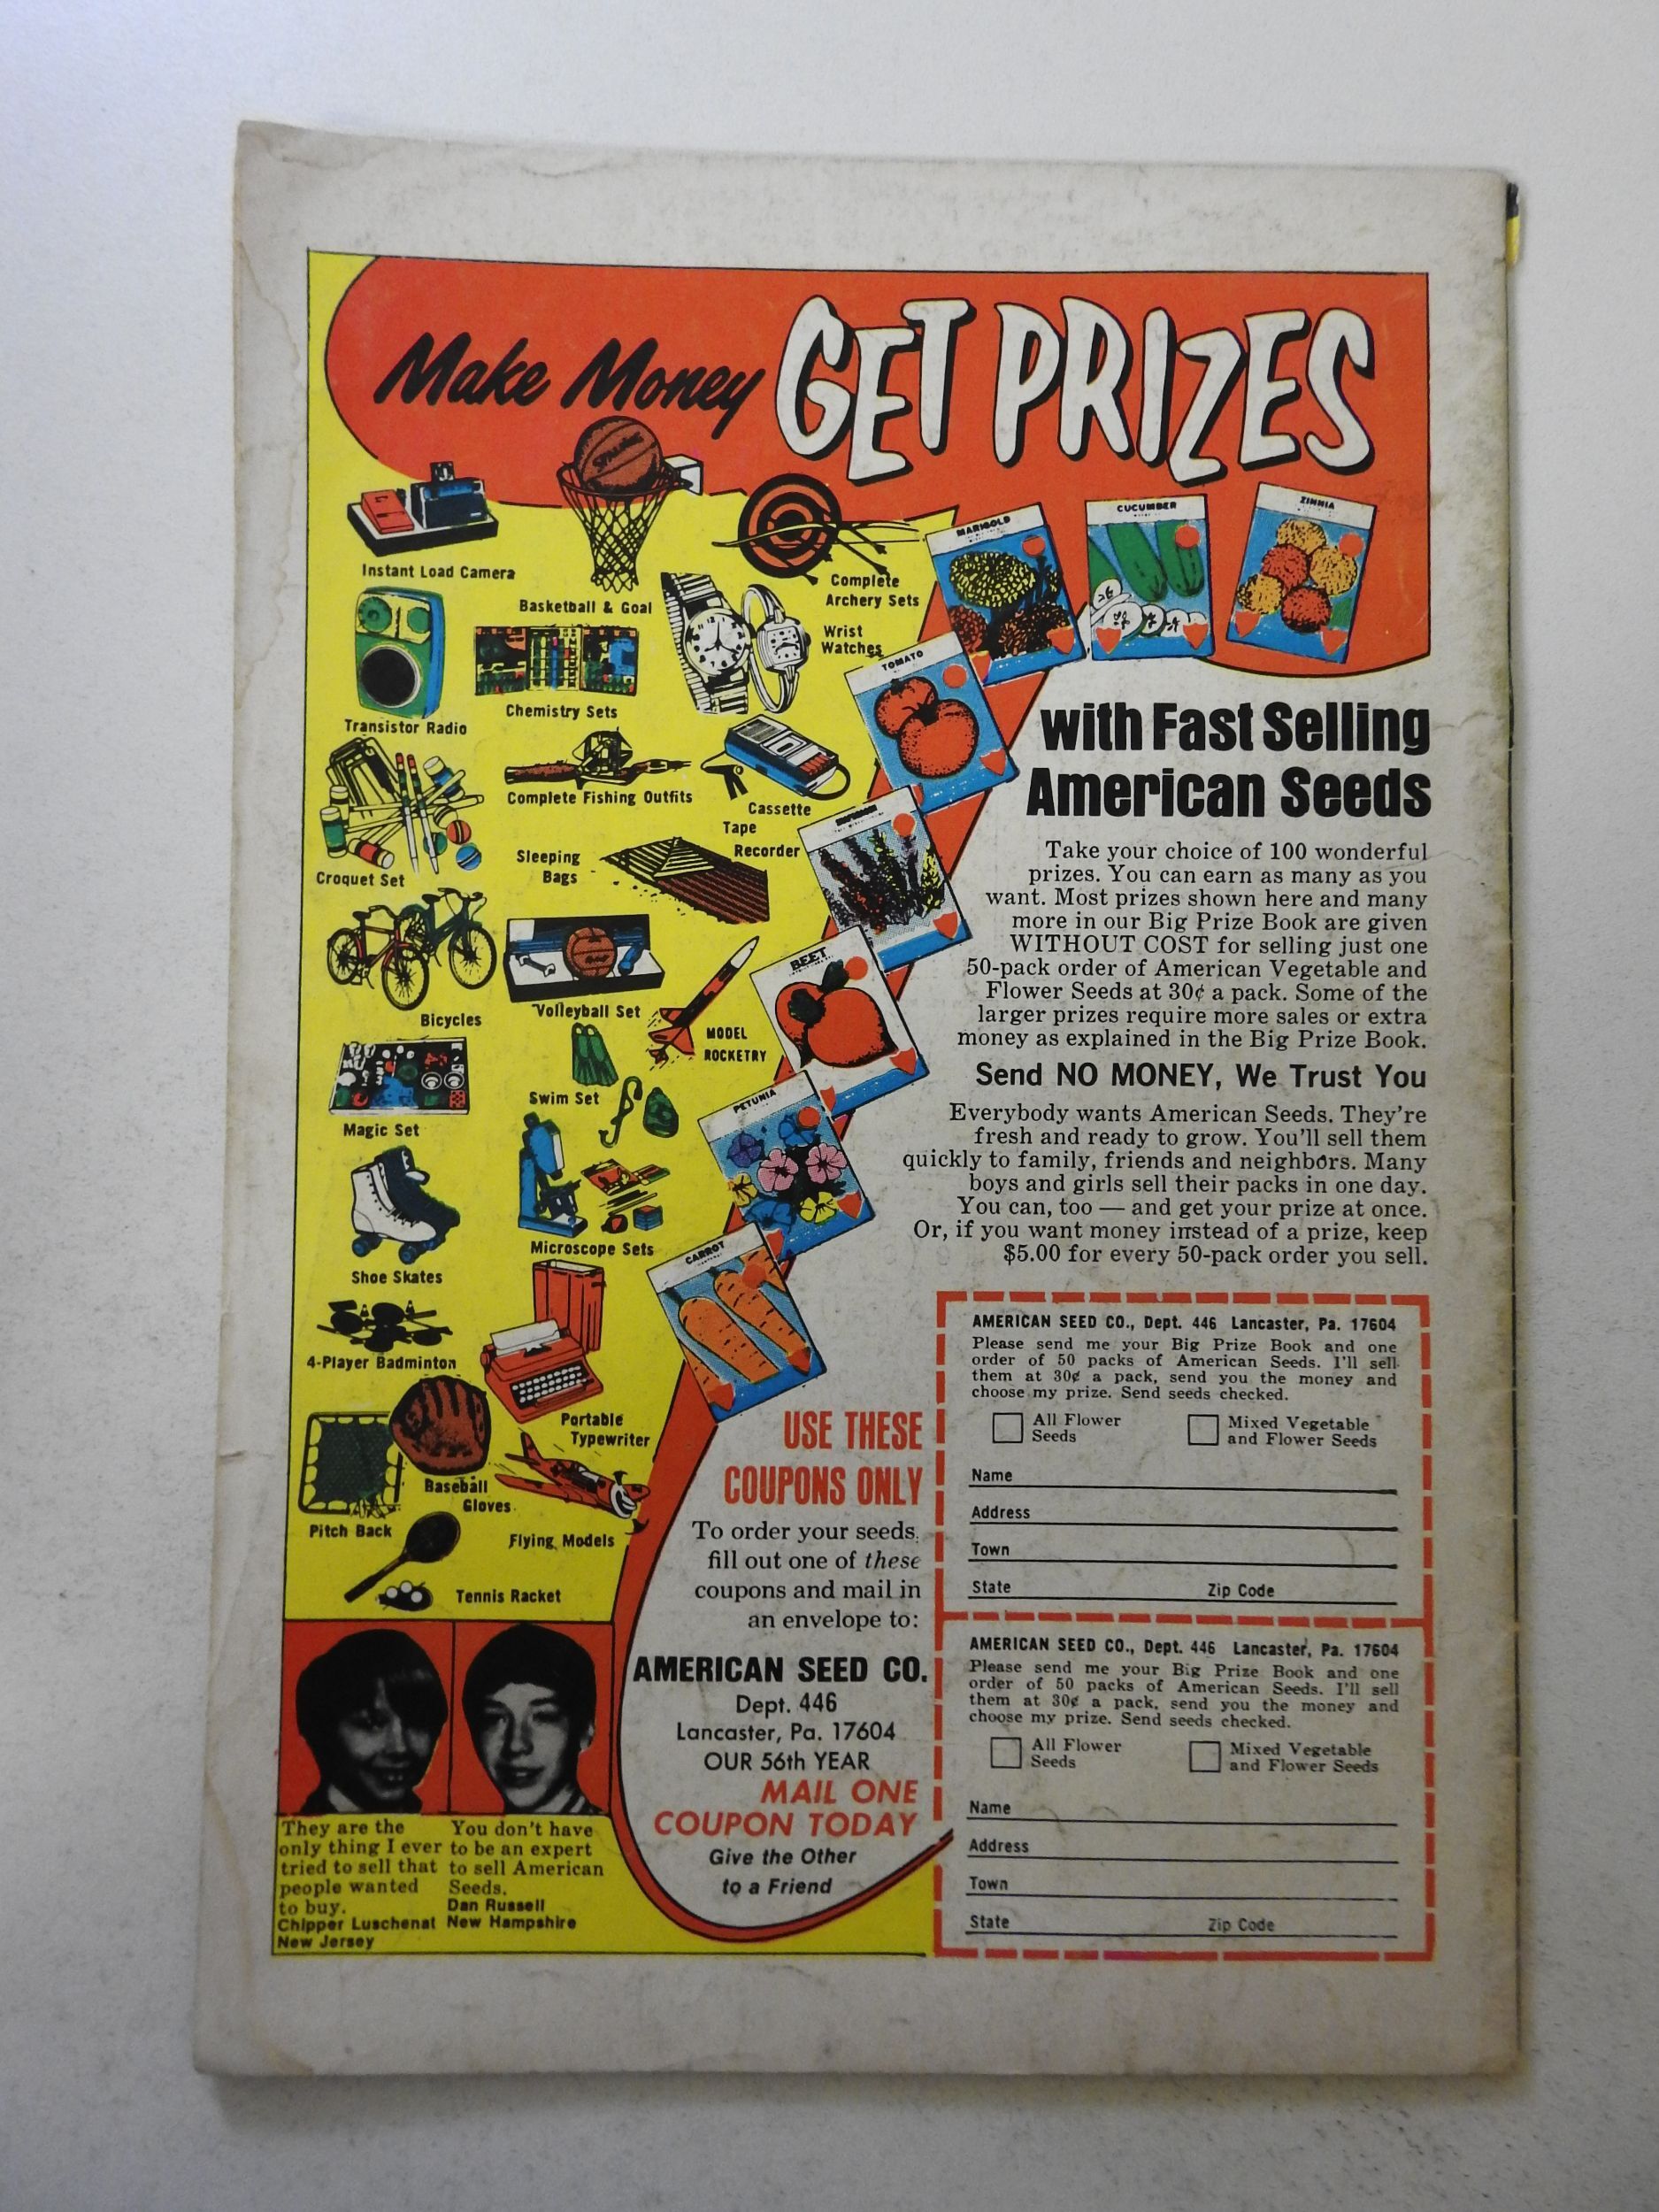 Make Money GET PRIZES
Spalding
Instant Load Camera
Basketball & Goal
Complete
Archery Sets
Wrist
Watches
Transistor Radio
Chemistry Sets
Complete Fishing Outfits
Cassette
Tape
Recorder
Croquet Set
Sleeping
Bags
Bicycles
Volleyball Set
MODEL
ROCKETRY
Magic Set
Swim Set
Shoe Skates
Microscope Sets
4-Player Badminton
Portable
Typewriter
Baseball
Gloves
Pitch Back
Flying Models
Tennis Racket
MARIGOLD
CUCUMBER
ZINNIA
TOMATO
BEET
PETUNIA
CARROT
with Fast Selling
American Seeds
Take your choice of 100 wonderful
prizes. You can earn as many as you
want. Most prizes shown here and many
more in our Big Prize Book are given
WITHOUT COST for selling just one
50-pack order of American Vegetable and
Flower Seeds at 30¢ a pack. Some of the
larger prizes require more sales or extra
money as explained in the Big Prize Book.
Send NO MONEY, We Trust You
Everybody wants American Seeds. They're
fresh and ready to grow. You'll sell them
quickly to family, friends and neighbors. Many
boys and girls sell their packs in one day.
You can, too — and get your prize at once.
Or, if you want money instead of a prize, keep
$5.00 for every 50-pack order you sell.
USE THESE
COUPONS ONLY
To order your seeds,
fill out one of these
coupons and mail in
an envelope to:
AMERICAN SEED CO.
Dept. 446
Lancaster, Pa. 17604
OUR 56th YEAR
MAIL ONE
COUPON TODAY
Give the Other
to a Friend
AMERICAN SEED CO., Dept. 446 Lancaster, Pa. 17604
Please send me your Big Prize Book and one
order of 50 packs of American Seeds. I'll sell
them at 30¢ a pack, send you the money and
choose my prize. Send seeds checked.
All Flower
Seeds
Mixed Vegetable
and Flower Seeds
Name
Address
Town
State Zip Code
AMERICAN SEED CO., Dept. 446 Lancaster, Pa. 17604
Please send me your Big Prize Book and one
order of 50 packs of American Seeds. I'll sell
them at 30¢ a pack, send you the money and
choose my prize. Send seeds checked.
All Flower
Seeds
Mixed Vegetable
and Flower Seeds
Name
Address
Town
State Zip Code
They are the
only thing I ever
tried to sell that
people wanted
to buy.
Chipper Luschenat
New Jersey
You don't have
to be an expert
to sell American
Seeds.
Dan Russell
New Hampshire